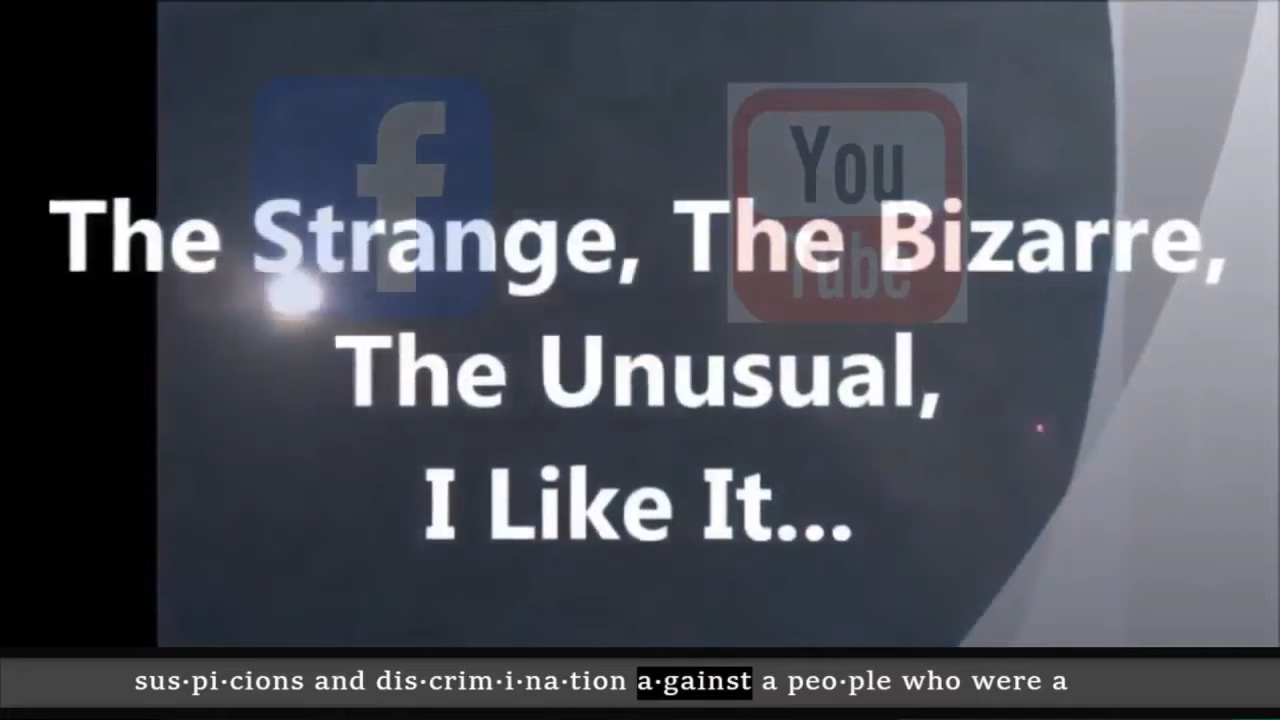 f
You
Tube
The Strange, The Bizarre,
The Unusual,
I Like It...
sus·pi·cions and dis·crim·i·na·tion a·gainst a peo·ple who were a